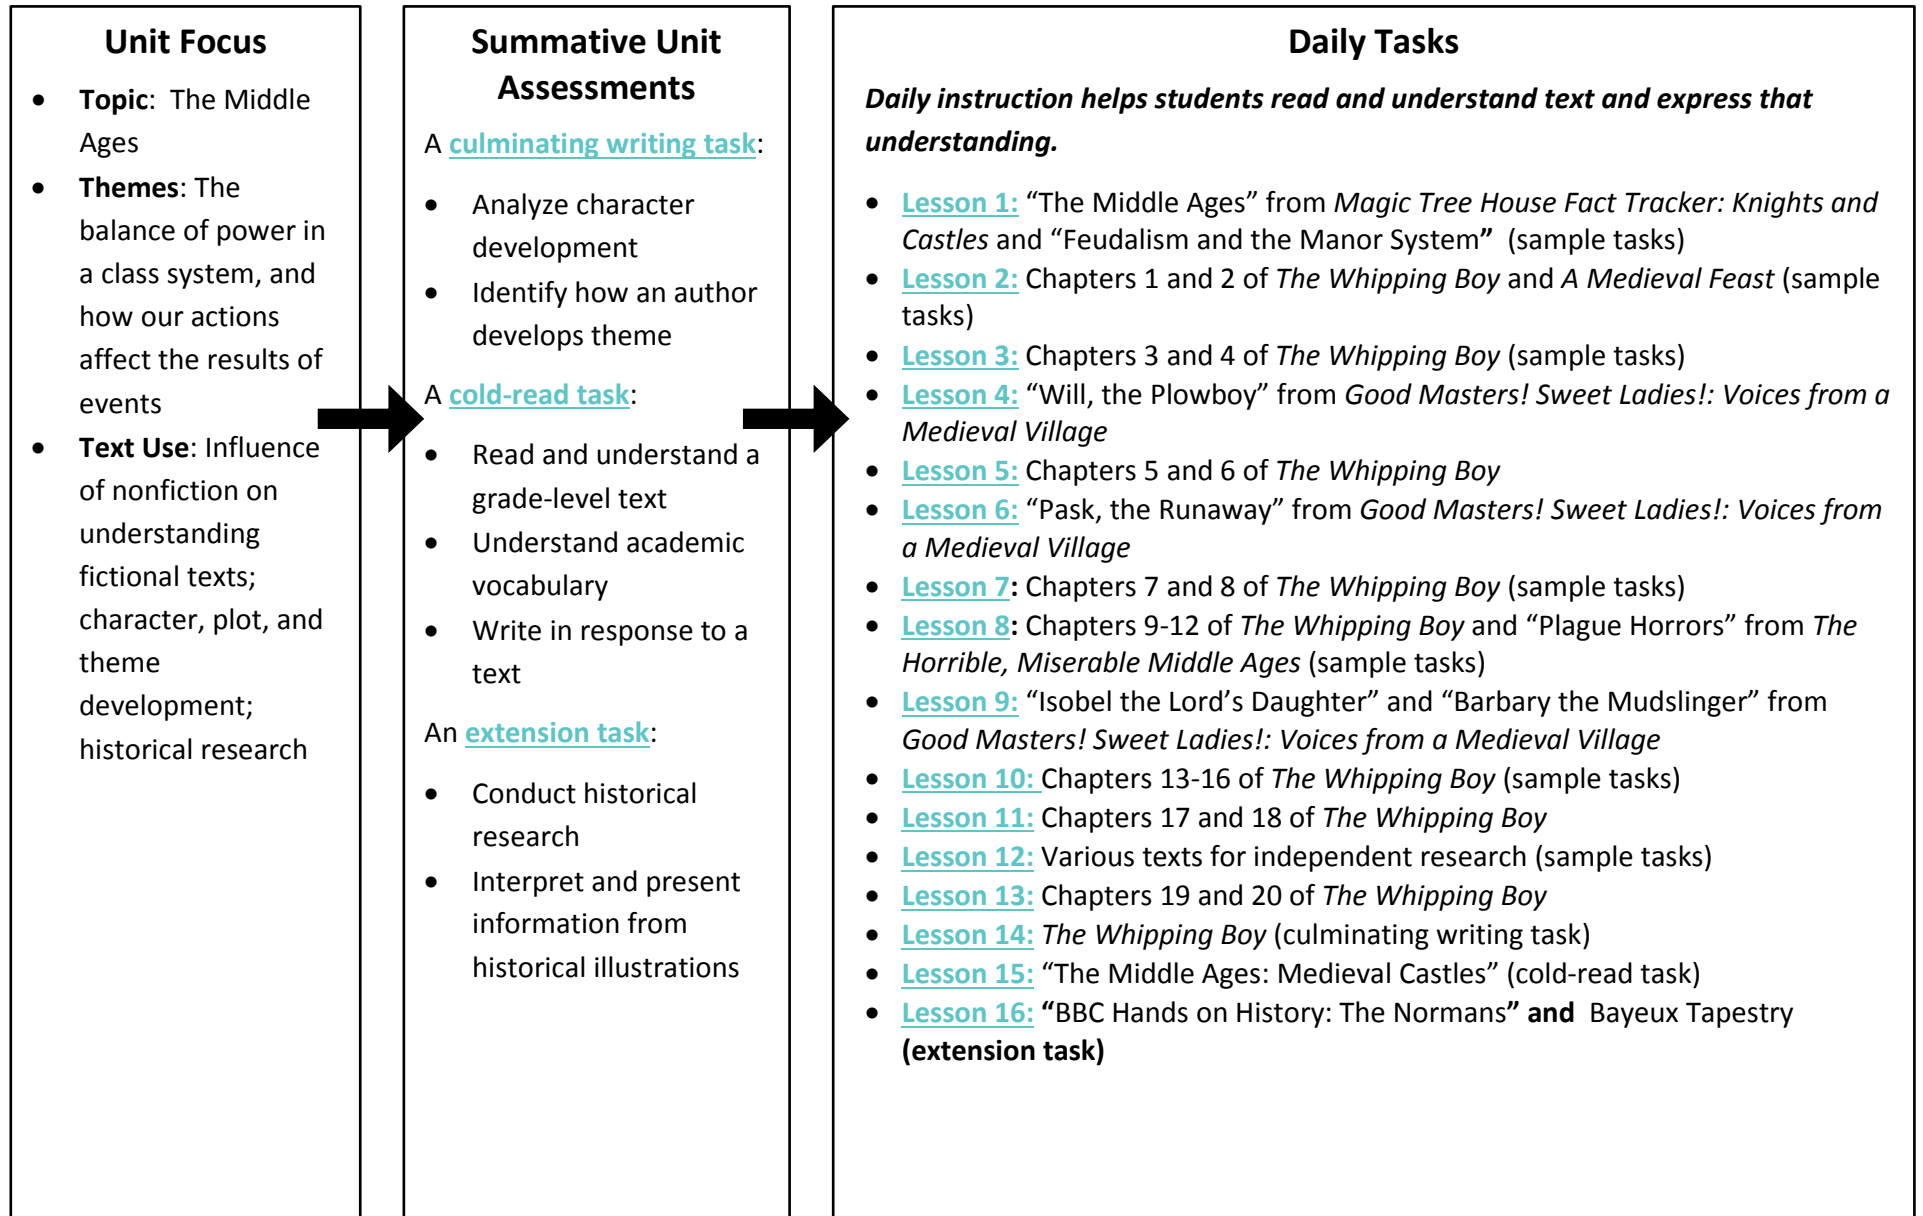 Unit Focus
• Topic:  The Middle
Ages
• Themes: The
balance of power in
a class system, and
how our actions
affect the results of
events
• Text Use: Influence
of nonfiction on
understanding
fictional texts;
character, plot, and
theme
development;
historical research
Summative Unit
Assessments
A culminating writing task:
• Analyze character
development
• Identify how an author
develops theme
A cold-read task:
• Read and understand a
grade-level text
• Understand academic
vocabulary
• Write in response to a
text
An extension task:
• Conduct historical
research
• Interpret and present
information from
historical illustrations
Daily Tasks
Daily instruction helps students read and understand text and express that
understanding.
• Lesson 1: “The Middle Ages” from Magic Tree House Fact Tracker: Knights and
Castles and “Feudalism and the Manor System”  (sample tasks)
• Lesson 2: Chapters 1 and 2 of The Whipping Boy and A Medieval Feast (sample
tasks)
• Lesson 3: Chapters 3 and 4 of The Whipping Boy (sample tasks)
• Lesson 4: “Will, the Plowboy” from Good Masters! Sweet Ladies!: Voices from a
Medieval Village
• Lesson 5: Chapters 5 and 6 of The Whipping Boy
• Lesson 6: “Pask, the Runaway” from Good Masters! Sweet Ladies!: Voices from
a Medieval Village
• Lesson 7: Chapters 7 and 8 of The Whipping Boy (sample tasks)
• Lesson 8: Chapters 9-12 of The Whipping Boy and “Plague Horrors” from The
Horrible, Miserable Middle Ages (sample tasks)
• Lesson 9: “Isobel the Lord’s Daughter” and “Barbary the Mudslinger” from
Good Masters! Sweet Ladies!: Voices from a Medieval Village
• Lesson 10: Chapters 13-16 of The Whipping Boy (sample tasks)
• Lesson 11: Chapters 17 and 18 of The Whipping Boy
• Lesson 12: Various texts for independent research (sample tasks)
• Lesson 13: Chapters 19 and 20 of The Whipping Boy
• Lesson 14: The Whipping Boy (culminating writing task)
• Lesson 15: “The Middle Ages: Medieval Castles” (cold-read task)
• Lesson 16: “BBC Hands on History: The Normans” and  Bayeux Tapestry
(extension task)